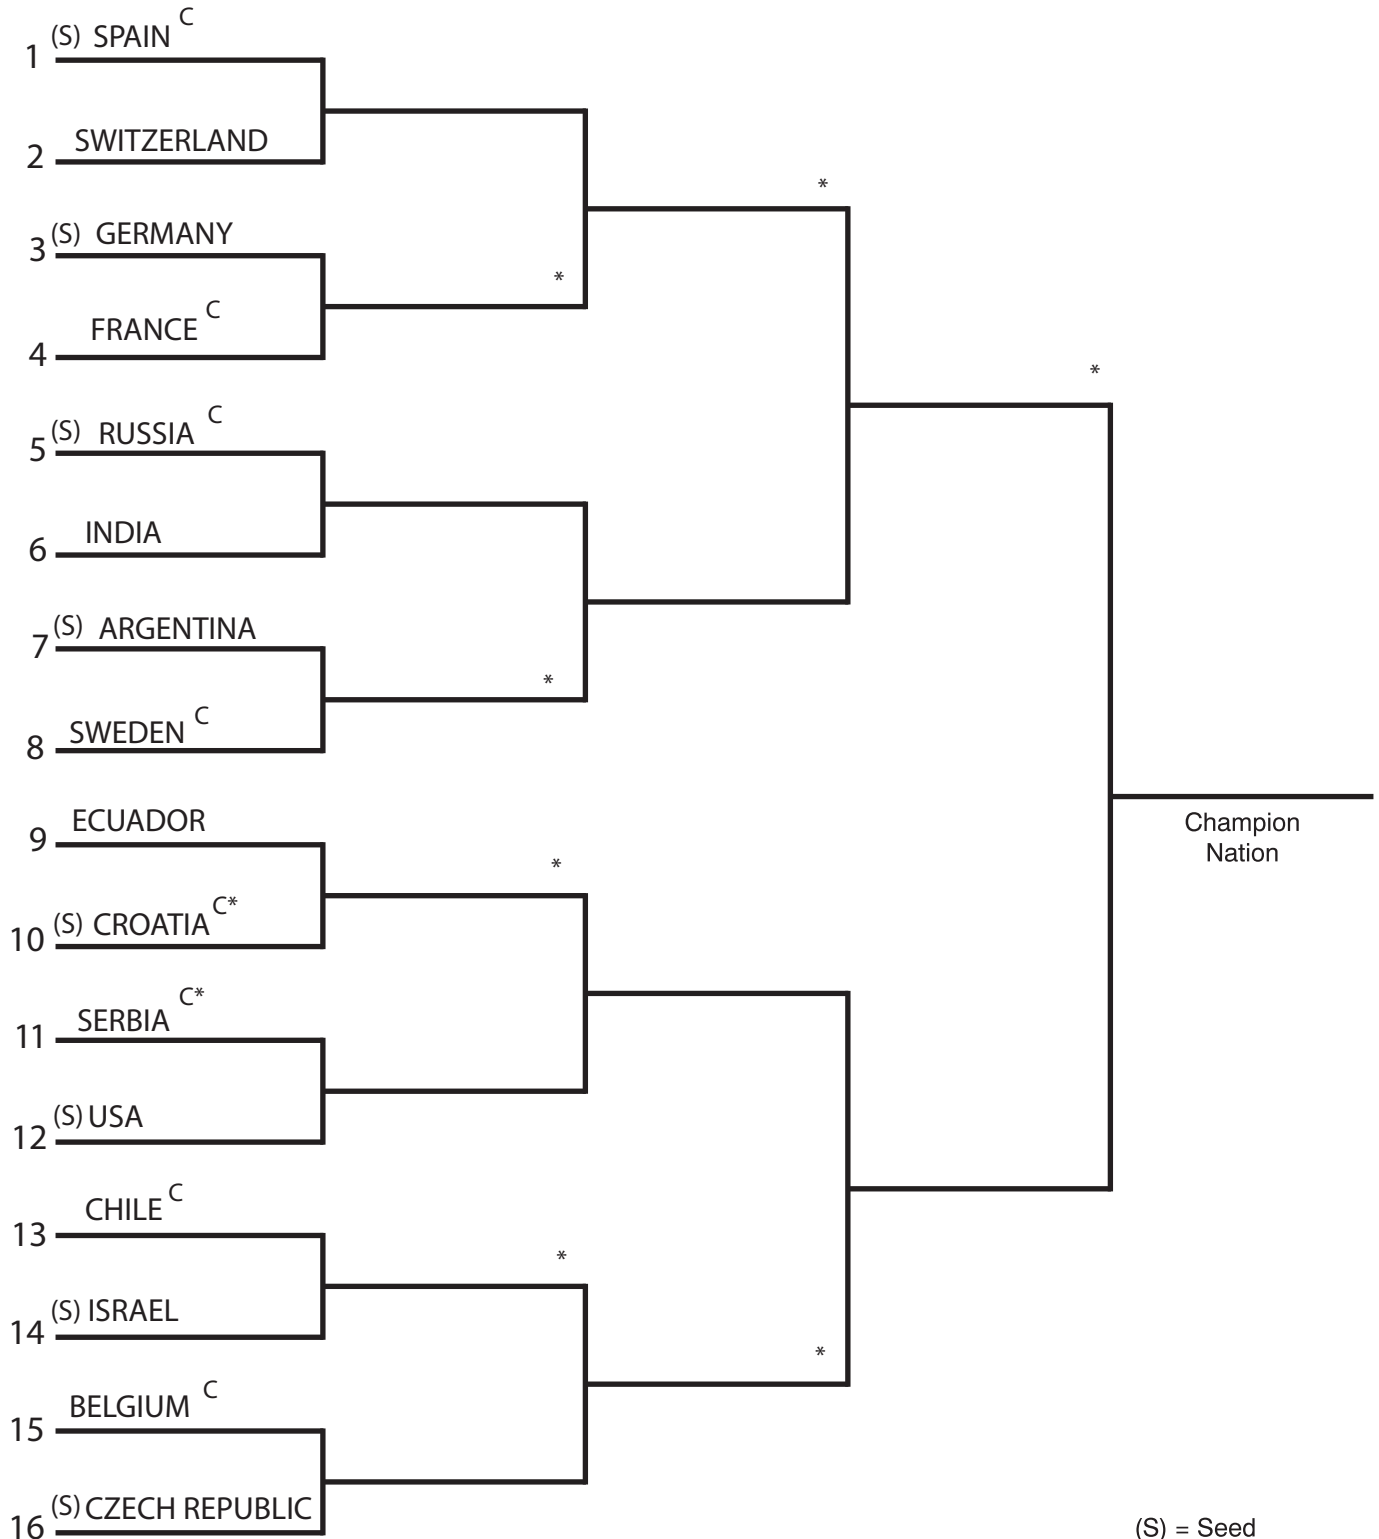 1 (S) SPAIN C
2 SWITZERLAND
*
3 (S) GERMANY
*
4 FRANCE C
*
5 (S) RUSSIA C
6 INDIA
7 (S) ARGENTINA
*
8 SWEDEN C
9 ECUADOR
Champion
Nation
*
10 (S) CROATIA C*
11 SERBIA C*
12 (S) USA
13 CHILE C
*
14 (S) ISRAEL
*
15 BELGIUM C
16 (S) CZECH REPUBLIC
(S) = Seed